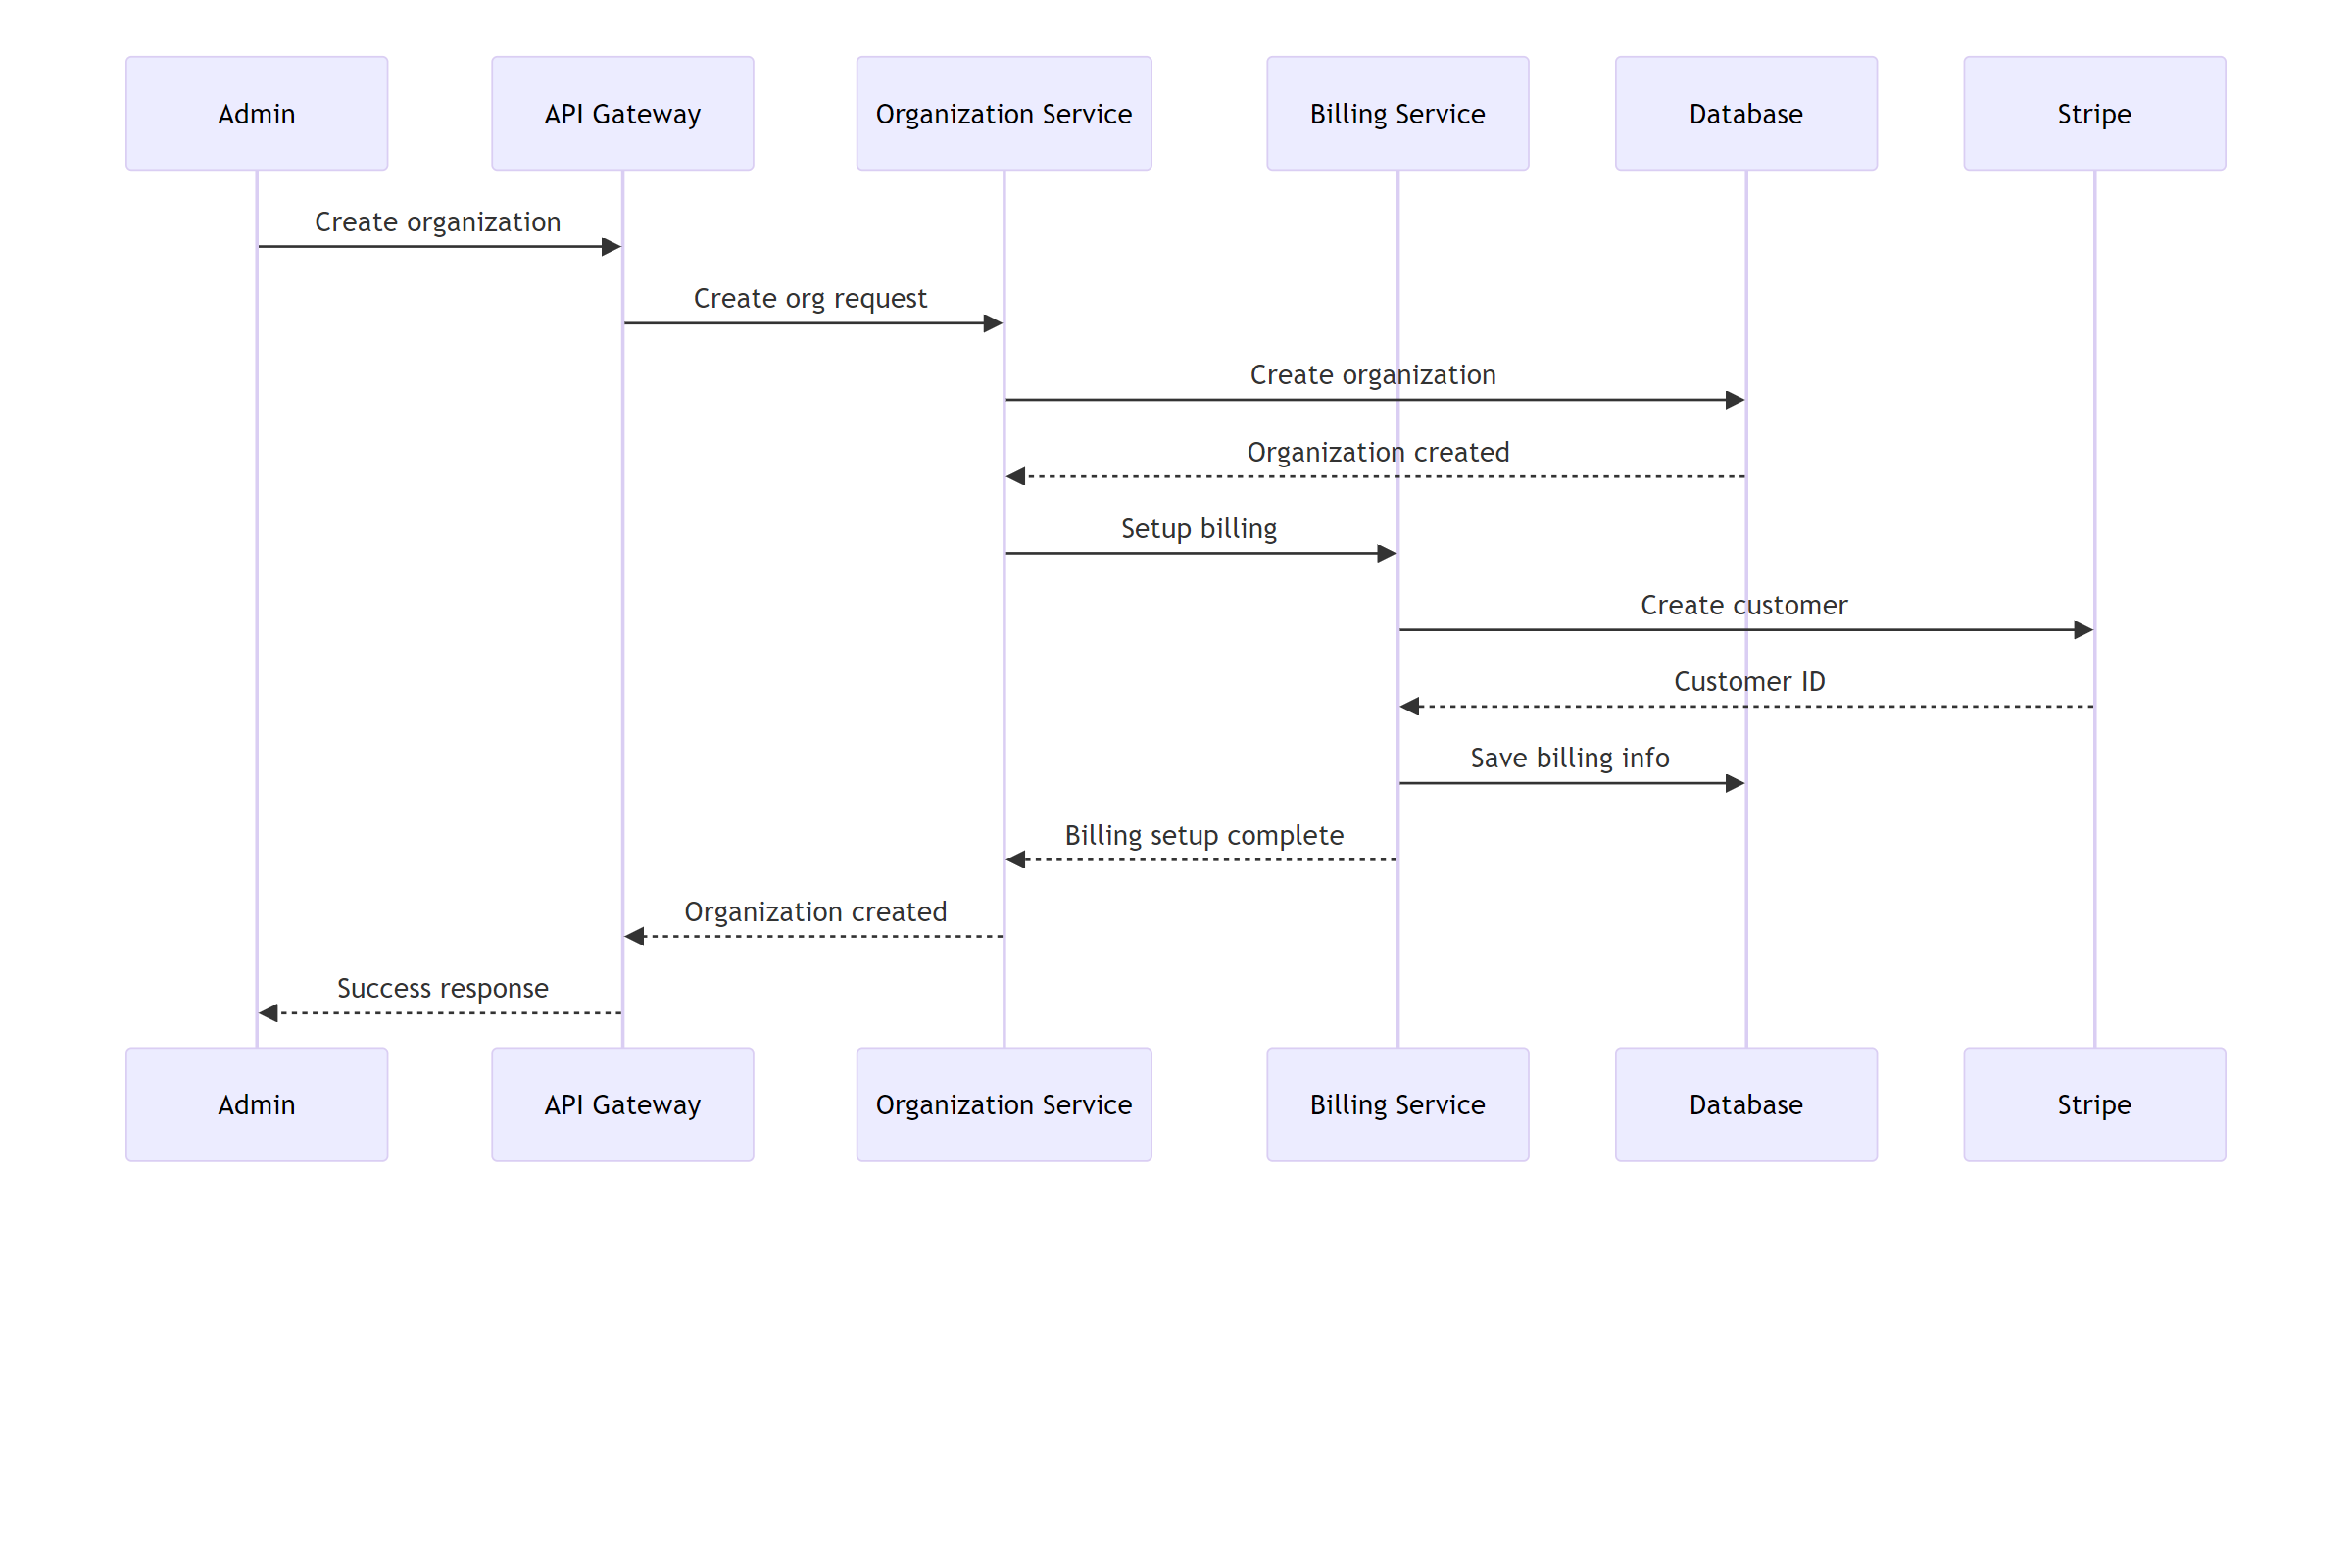 Admin
API Gateway
Organization Service
Billing Service
Database
Stripe
Create organization
Create org request
Create organization
Organization created
Setup billing
Create customer
Customer ID
Save billing info
Billing setup complete
Organization created
Success response
Admin
API Gateway
Organization Service
Billing Service
Database
Stripe